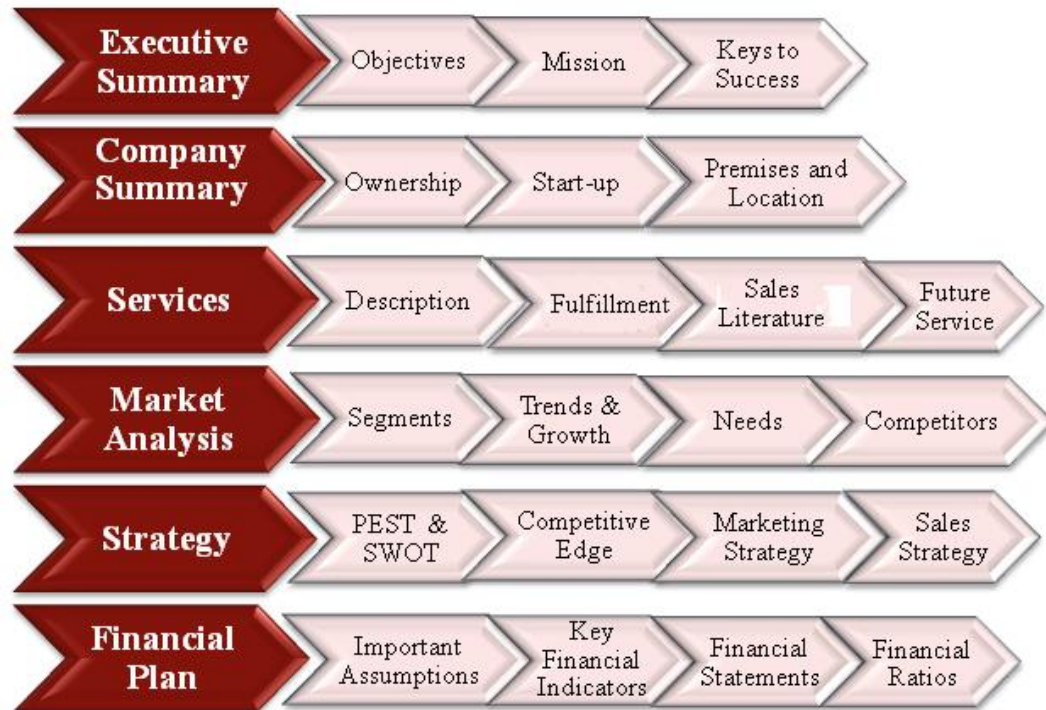 Executive
Summary
Objectives
Mission
Keys to
Success
Company
Summary
Ownership
Start-up
Premises and
Location
Services
Description
Fulfillment
Sales
Literature
Future
Service
Market
Analysis
Segments
Trends &
Growth
Needs
Competitors
Strategy
PEST &
SWOT
Competitive
Edge
Marketing
Strategy
Sales
Strategy
Financial
Plan
Important
Assumptions
Key
Financial
Indicators
Financial
Statements
Financial
Ratios